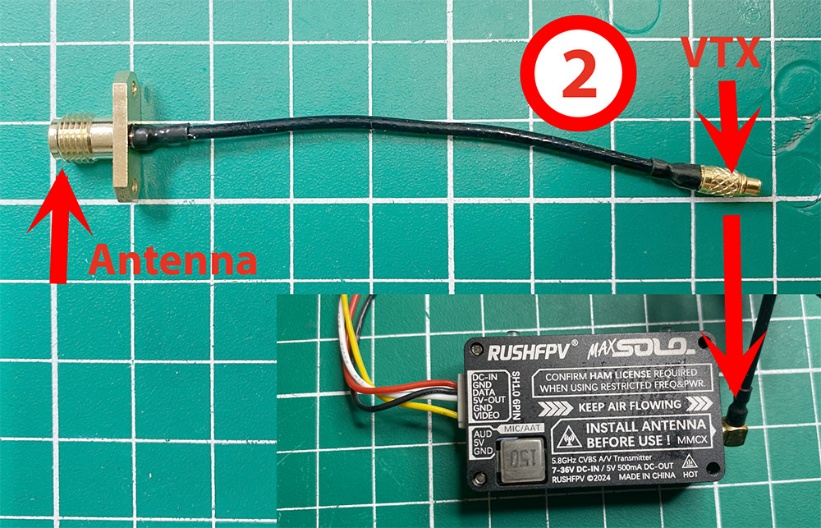 2
VTX
Antenna
RUSHFPV® MAX SOLO
CONFIRM HAM LICENSE REQUIRED
WHEN USING RESTRICTED FREQ&PWR.
DC-IN
GND
DATA
5V-OUT
GND
VIDEO
SH1.0 6PIN
KEEP AIR FLOWING
MIC/AAT
AUD
5V
GND
150
INSTALL ANTENNA
BEFORE USE ! MMCX
5.8GHz CVBS A/V Transmitter
7-36V DC-IN / 5V 500mA DC-OUT
RUSHFPV ©2024 MADE IN CHINA
HOT